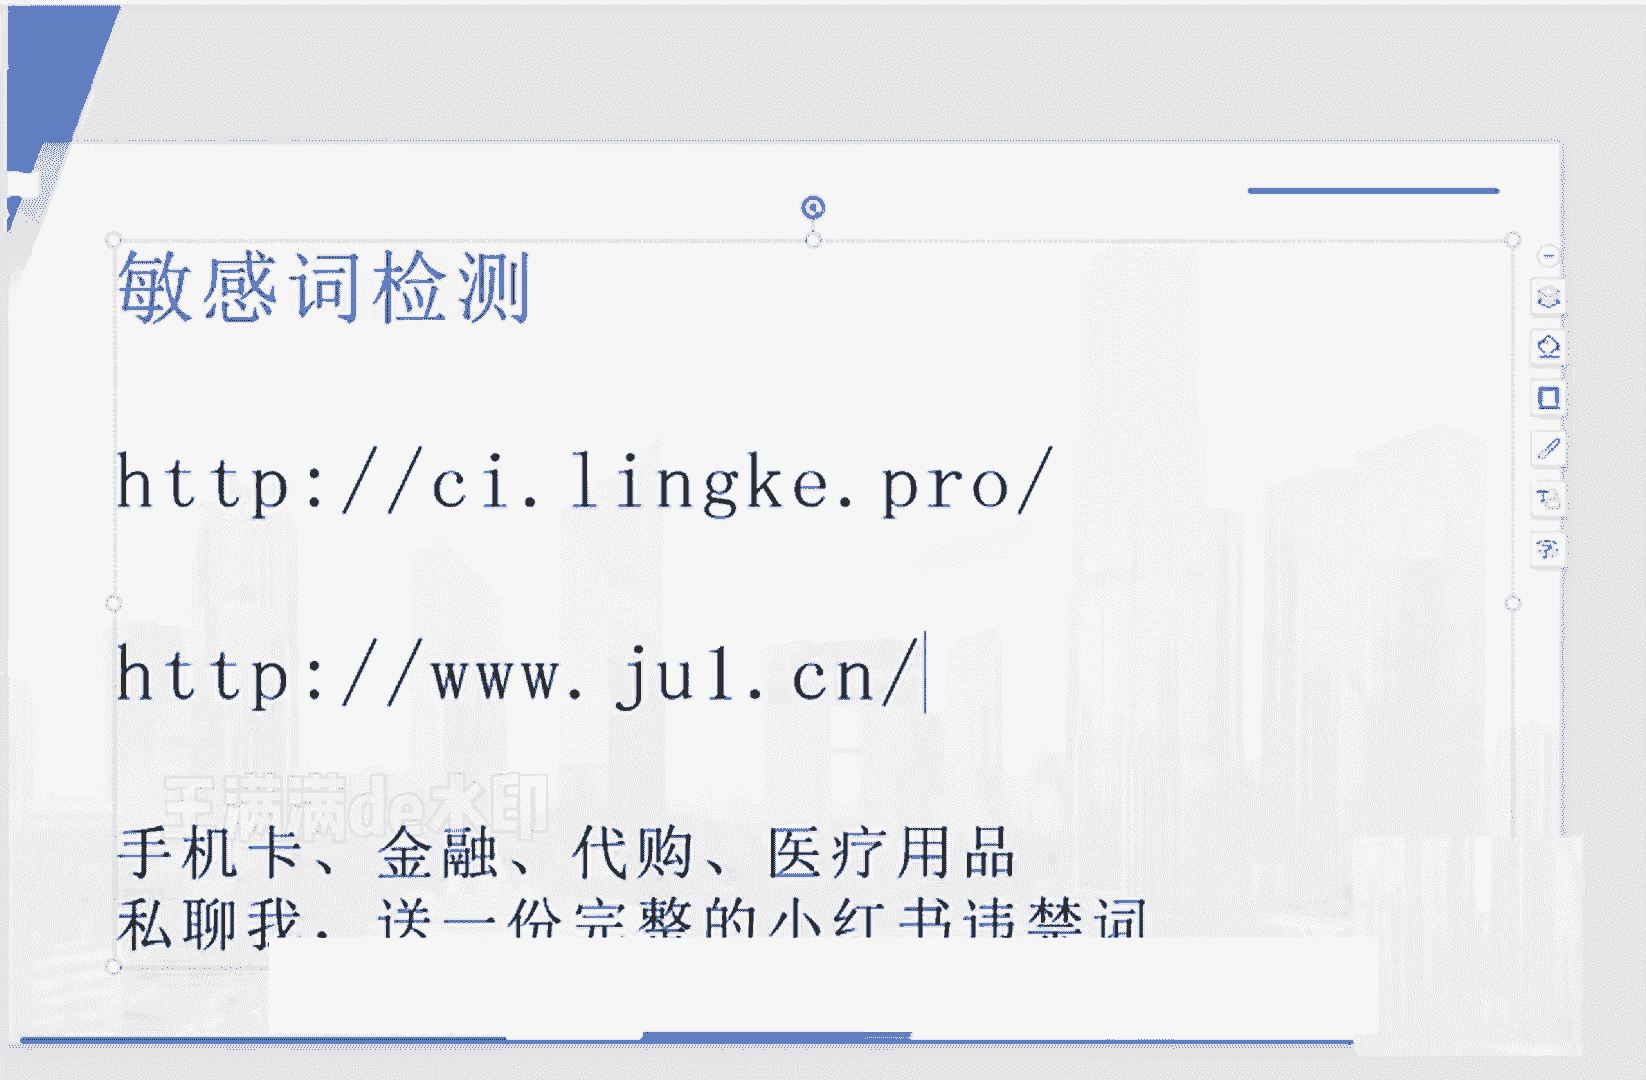 敏感词检测
http://ci.lingke.pro/
http://www.ju1.cn/
王满满de水印
手机卡、金融、代购、医疗用品
私聊我，送一份完整的小红书违禁词